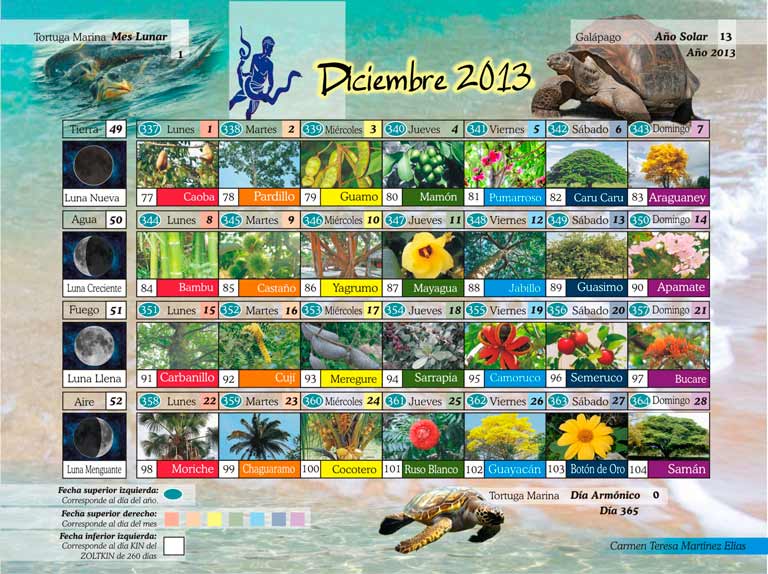 Tortuga Marina Mes Lunar
1
Diciembre 2013
Galápago Año Solar 13
Año 2013
Tierra 49 337 Lunes 1 338 Martes 2 339 Miércoles 3 340 Jueves 4 341 Viernes 5 342 Sábado 6 343 Domingo 7
Luna Nueva 77 Caoba 78 Pardillo 79 Guamo 80 Mamón 81 Pumarroso 82 Caru Caru 83 Araguaney
Agua 50 344 Lunes 8 345 Martes 9 346 Miércoles 10 347 Jueves 11 348 Viernes 12 349 Sábado 13 350 Domingo 14
Luna Creciente 84 Bambu 85 Castaño 86 Yagrumo 87 Mayagua 88 Jabillo 89 Guasimo 90 Apamate
Fuego 51 351 Lunes 15 352 Martes 16 353 Miércoles 17 354 Jueves 18 355 Viernes 19 356 Sábado 20 357 Domingo 21
Luna Llena 91 Carbanillo 92 Cují 93 Meregure 94 Sarrapia 95 Camoruco 96 Semeruco 97 Bucare
Aire 52 358 Lunes 22 359 Martes 23 360 Miércoles 24 361 Jueves 25 362 Viernes 26 363 Sábado 27 364 Domingo 28
Luna Menguante 98 Moriche 99 Chaguaramo 100 Cocotero 101 Ruso Blanco 102 Guayacán 103 Botón de Oro 104 Samán
Fecha superior izquierda:
Corresponde al día del año.
Fecha superior derecho:
Corresponde al día del mes
Fecha inferior izquierda:
Corresponde al día KIN del
ZOLTKIN de 260 días
Tortuga Marina Día Armónico 0
Día 365
Carmen Teresa Martínez Elías